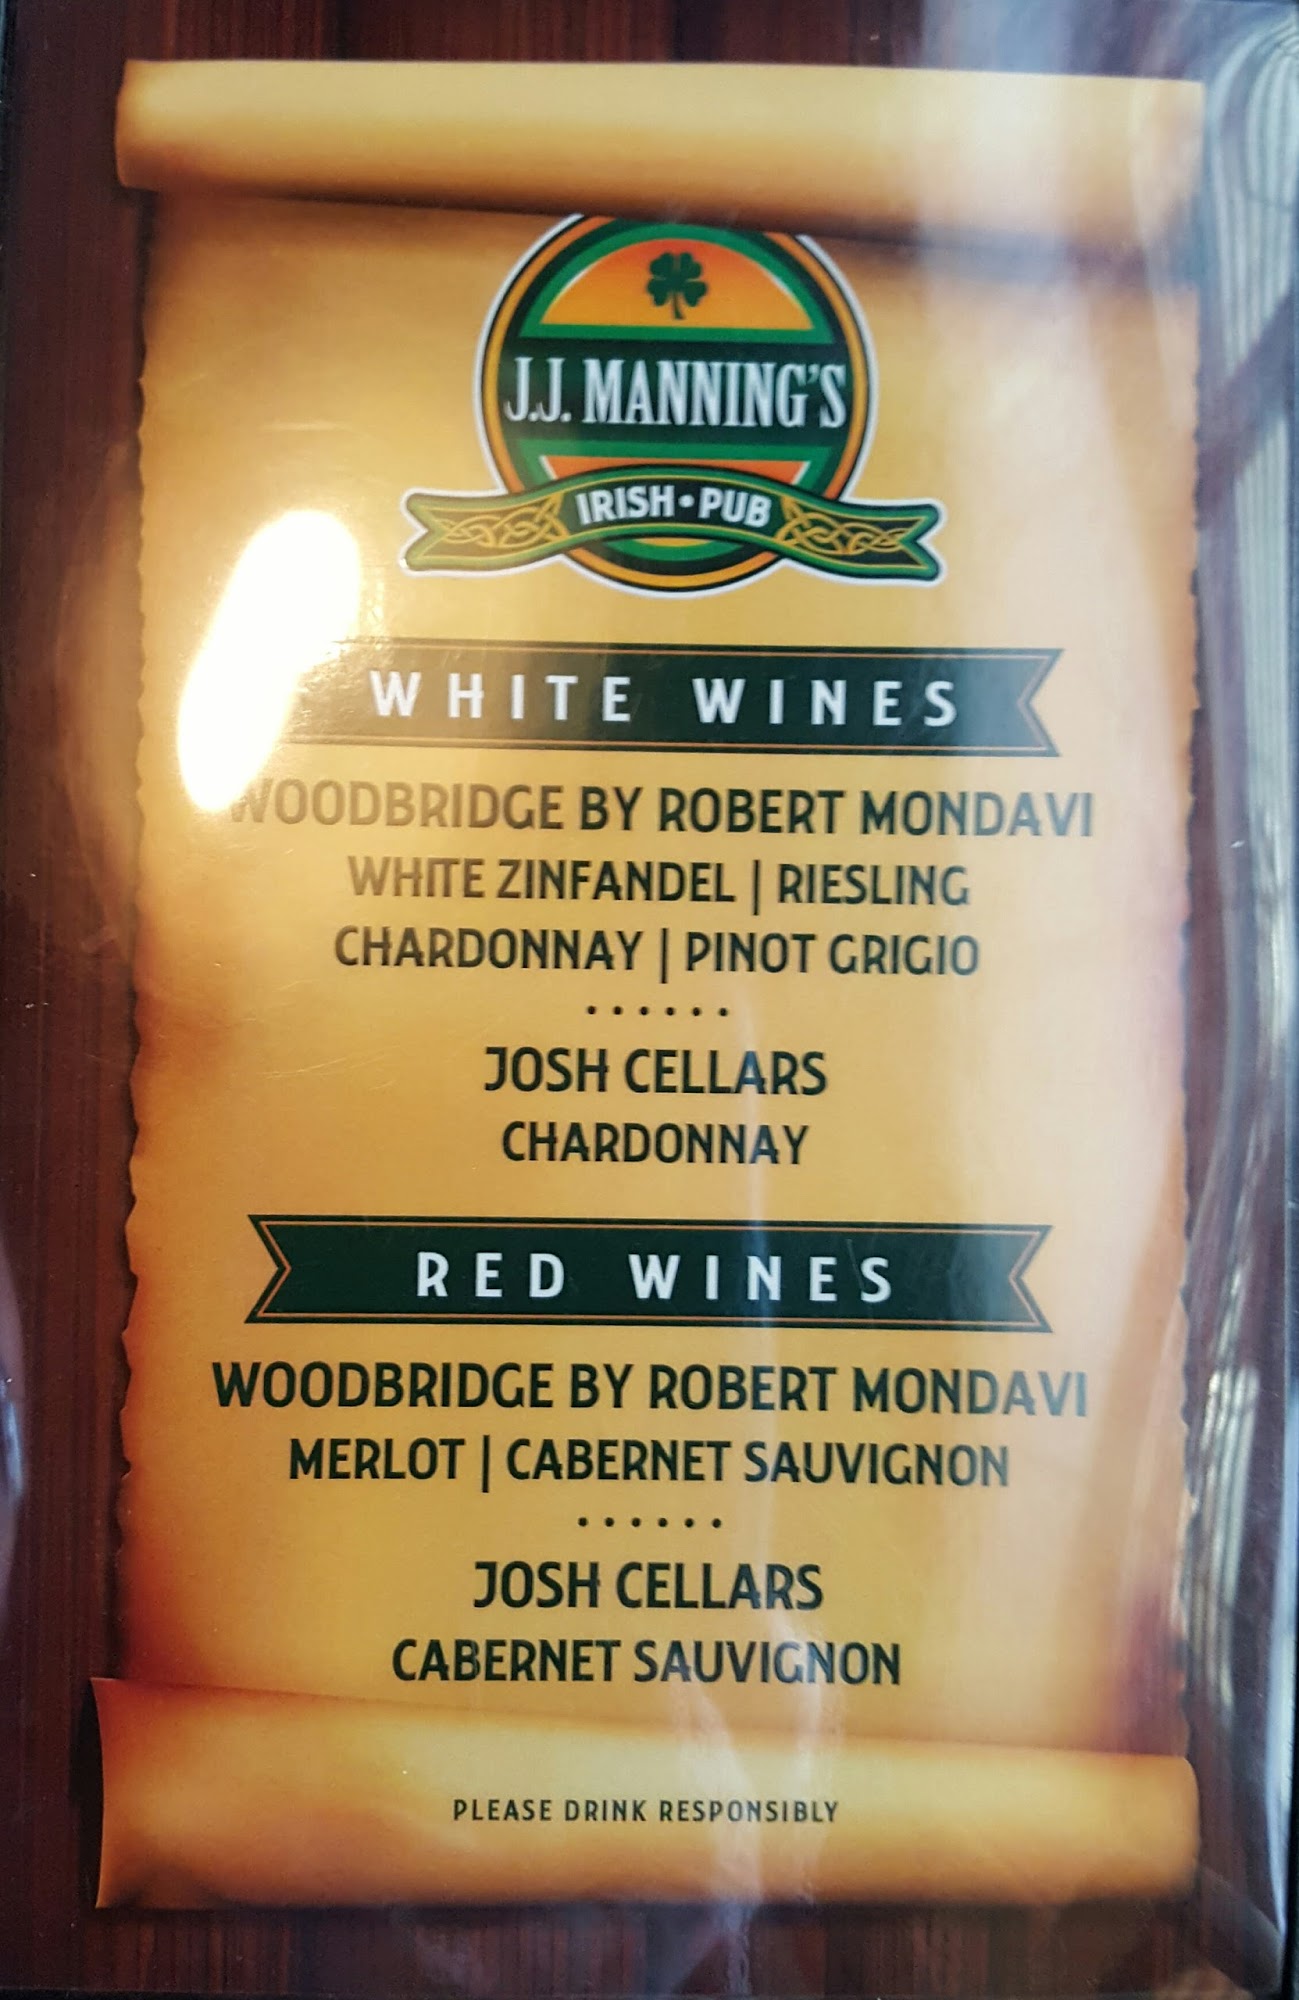 J.J. MANNING'S
IRISH • PUB
WHITE WINES
WOODBRIDGE BY ROBERT MONDAVI
WHITE ZINFANDEL | RIESLING
CHARDONNAY | PINOT GRIGIO
......
JOSH CELLARS
CHARDONNAY
RED WINES
WOODBRIDGE BY ROBERT MONDAVI
MERLOT | CABERNET SAUVIGNON
......
JOSH CELLARS
CABERNET SAUVIGNON
PLEASE DRINK RESPONSIBLY